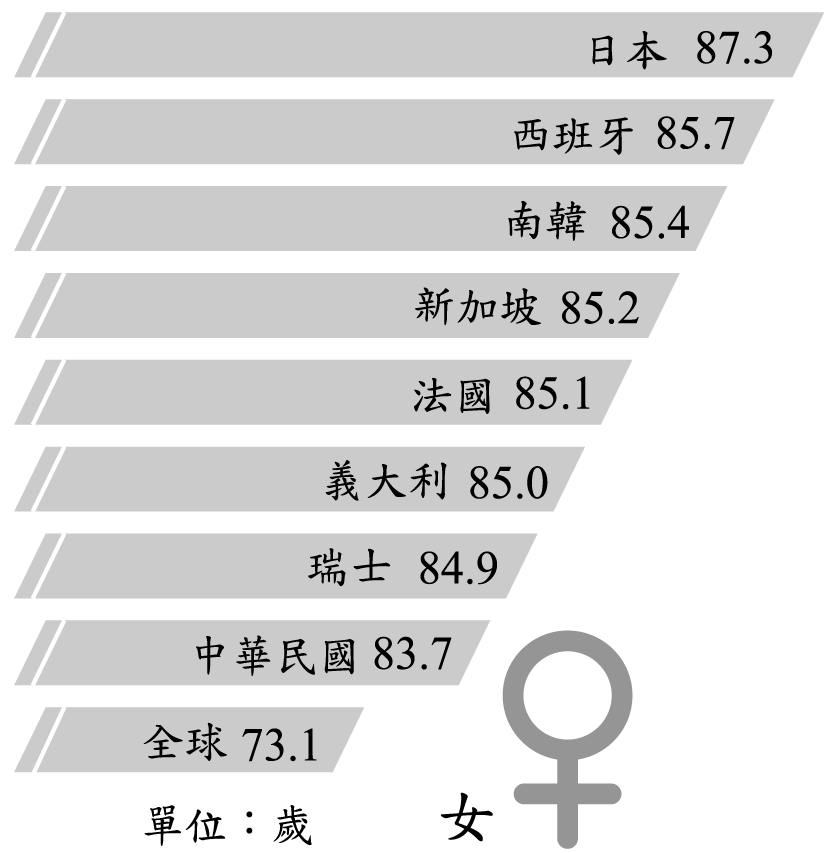 日本 87.3
西班牙 85.7
南韓 85.4
新加坡 85.2
法國 85.1
義大利 85.0
瑞士 84.9
中華民國 83.7
全球 73.1
單位：歲 女